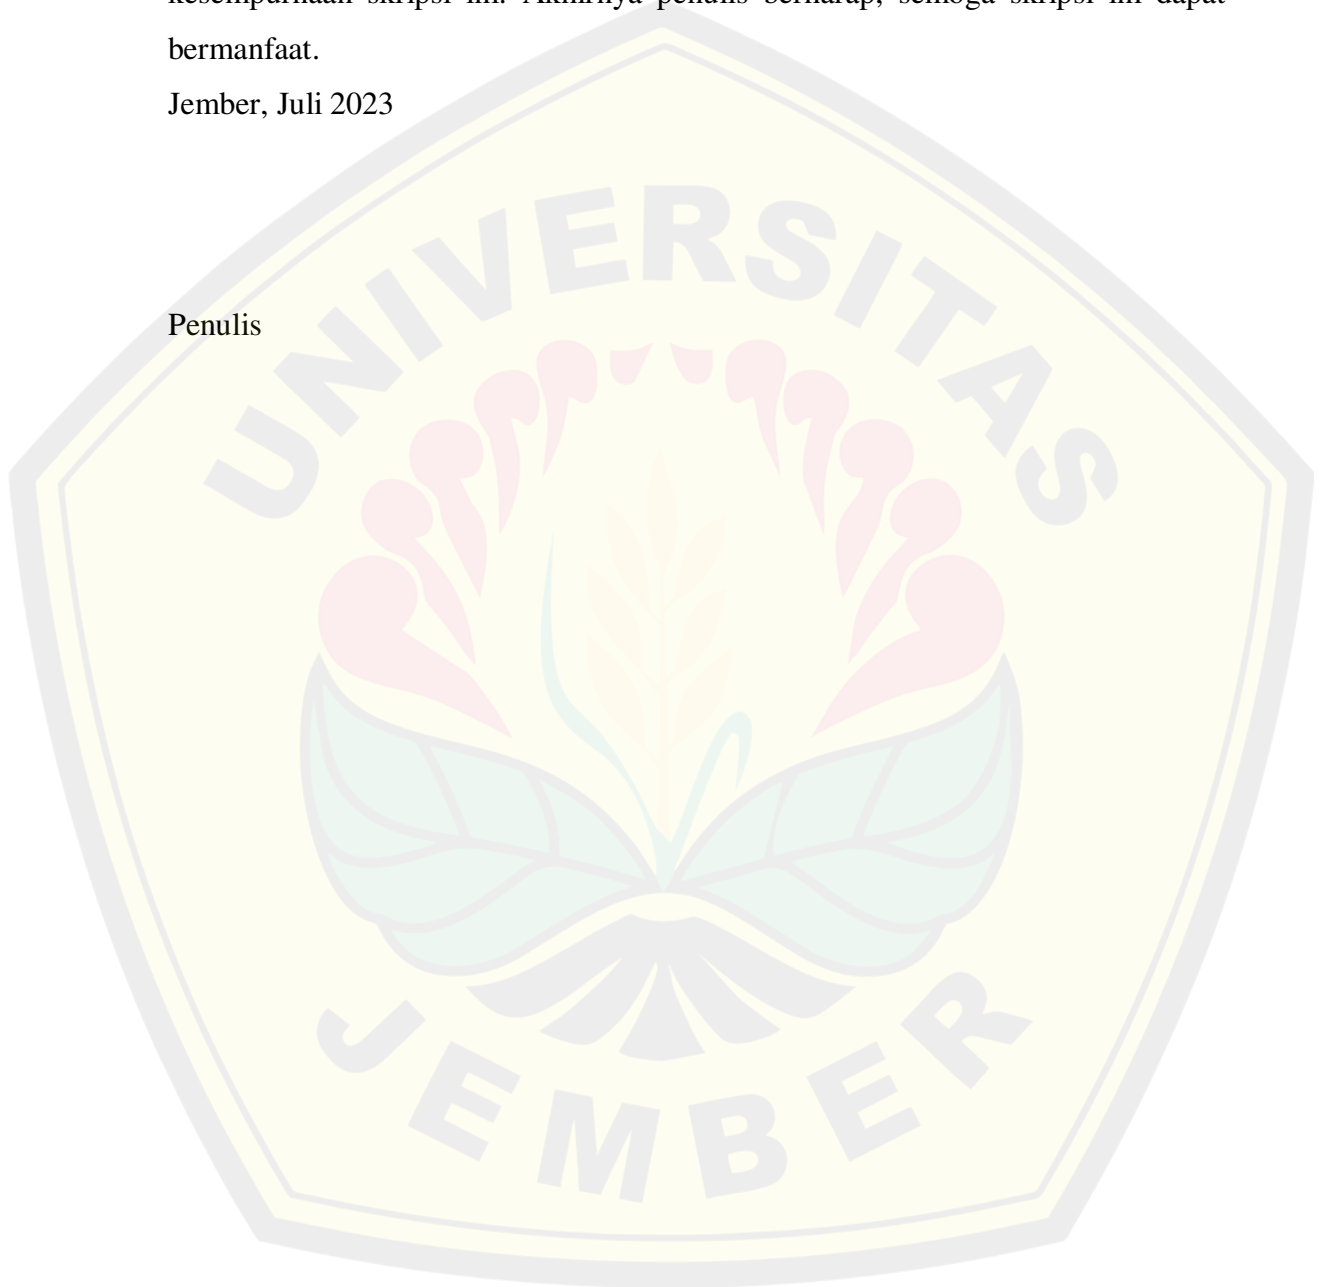 kesempurnaan skripsi ini. Akhirnya penulis berharap, semoga skripsi ini dapat
bermanfaat.
Jember, Juli 2023
UNIVERSITAS
Penulis
JEMBER